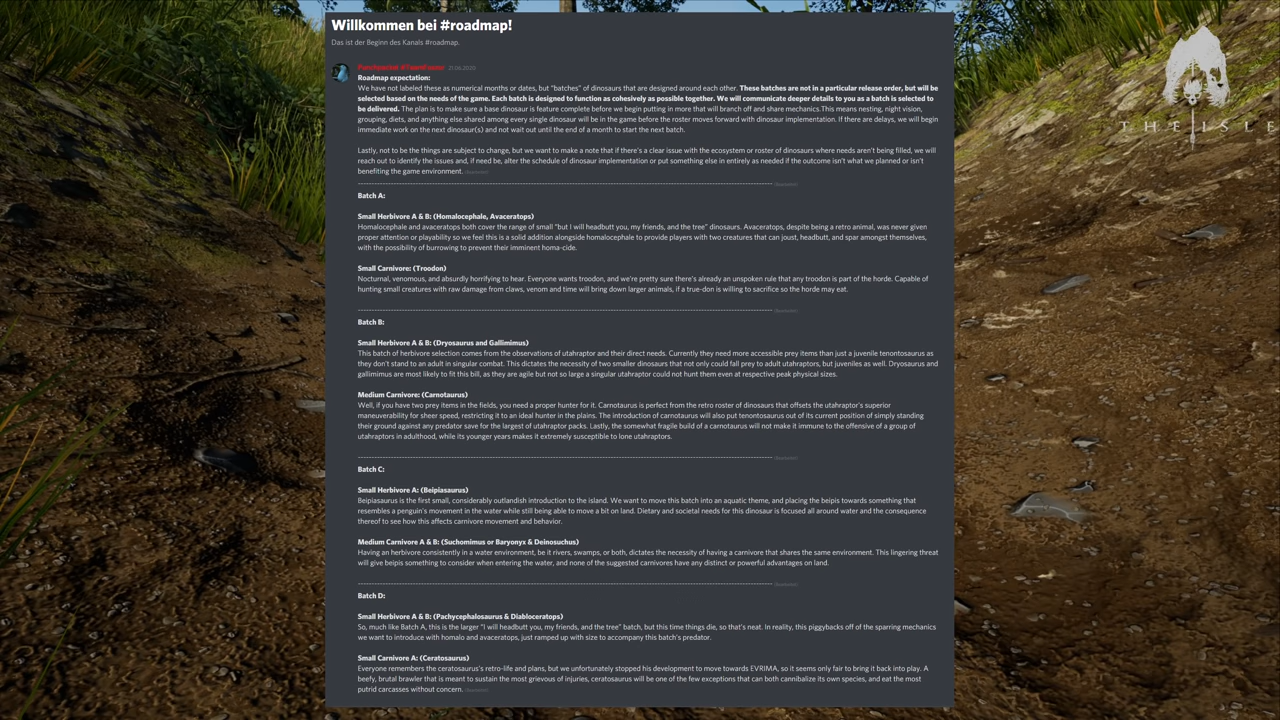 Willkommen bei #roadmap!
Das ist der Beginn des Kanals #roadmap.
21.04.2020
Roadmap expectation:
We have not labeled these as numerical months or dates, but "batches" of dinosaurs that are designed around each other. These batches are not in a particular release order, but will be
selected based on the needs of the game. Each batch is designed to function as cohesively as possible together. We will communicate deeper details to you as a batch is selected to
be delivered. The plan is to make sure a base dinosaur is feature complete before we begin putting in more that will branch off and share mechanics.This means nesting, night vision,
grouping, diets, and anything else shared among every single dinosaur will be in the game before the roster moves forward with dinosaur implementation. If there are delays, we will begin
immediate work on the next dinosaur(s) and not wait out until the end of a month to start the next batch.
Lastly, not to be the things are subject to change, but we want to make a note that if there's a clear issue with the ecosystem or roster of dinosaurs where needs aren't being filled, we will
reach out to identify the issues and, if need be, alter the schedule of dinosaur implementation or put something else in entirely as needed if the outcome isn't what we planned or isn't
benefiting the game environment. (Bearbeitet)
(Bearbeitet)
Batch A:
Small Herbivore A & B: (Homalocephale, Avaceratops)
Homalocephale and avaceratops both cover the range of small "but I will headbutt you, my friends, and the tree" dinosaurs. Avaceratops, despite being a retro animal, was never given
proper attention or playability so we feel this is a solid addition alongside homalocephale to provide players with two creatures that can joust, headbutt, and spar amongst themselves,
with the possibility of burrowing to prevent their imminent homa-cide.
Small Carnivore: (Troodon)
Nocturnal, venomous, and absurdly horrifying to hear. Everyone wants troodon, and we're pretty sure there's already an unspoken rule that any troodon is part of the horde. Capable of
hunting small creatures with raw damage from claws, venom and time will bring down larger animals, if a true-don is willing to sacrifice so the horde may eat.
(Bearbeitet)
Batch B:
Small Herbivore A & B: (Dryosaurus and Gallimimus)
This batch of herbivore selection comes from the observations of utahraptor and their direct needs. Currently they need more accessible prey items than just a juvenile tenontosaurus as
they don't stand to an adult in singular combat. This dictates the necessity of two smaller dinosaurs that not only could fall prey to adult utahraptors, but juveniles as well. Dryosaurus and
gallimimus are most likely to fit this bill, as they are agile but not so large a singular utahraptor could not hunt them even at respective peak physical sizes.
Medium Carnivore: (Carnotaurus)
Well, if you have two prey items in the fields, you need a proper hunter for it. Carnotaurus is perfect from the retro roster of dinosaurs that offsets the utahraptor's superior
maneuverability for sheer speed, restricting it to an ideal hunter in the plains. The introduction of carnotaurus will also put tenontosaurus out of its current position of simply standing
their ground against any predator save for the largest of utahraptor packs. Lastly, the somewhat fragile build of a carnotaurus will not make it immune to the offensive of a group of
utahraptors in adulthood, while its younger years makes it extremely susceptible to lone utahraptors.
(Bearbeitet)
Batch C:
Small Herbivore A: (Beipiasaurus)
Beipiasaurus is the first small, considerably outlandish introduction to the island. We want to move this batch into an aquatic theme, and placing the beipis towards something that
resembles a penguin's movement in the water while still being able to move a bit on land. Dietary and societal needs for this dinosaur is focused all around water and the consequence
thereof to see how this affects carnivore movement and behavior.
Medium Carnivore A & B: (Suchomimus or Baryonyx & Deinosuchus)
Having an herbivore consistently in a water environment, be it rivers, swamps, or both, dictates the necessity of having a carnivore that shares the same environment. This lingering threat
will give beipis something to consider when entering the water, and none of the suggested carnivores have any distinct or powerful advantages on land.
(Bearbeitet)
Batch D:
Small Herbivore A & B: (Pachycephalosaurus & Diabloceratops)
So, much like Batch A, this is the larger "I will headbutt you, my friends, and the tree" batch, but this time things die, so that's neat. In reality, this piggybacks off of the sparring mechanics
we want to introduce with homalo and avaceratops, just ramped up with size to accompany this batch's predator.
Small Carnivore A: (Ceratosaurus)
Everyone remembers the ceratosaurus's retro-life and plans, but we unfortunately stopped his development to move towards EVRIMA, so it seems only fair to bring it back into play. A
beefy, brutal brawler that is meant to sustain the most grievous of injuries, ceratosaurus will be one of the few exceptions that can both cannibalize its own species, and eat the most
putrid carcasses without concern. (Bearbeitet)
THE ISLE